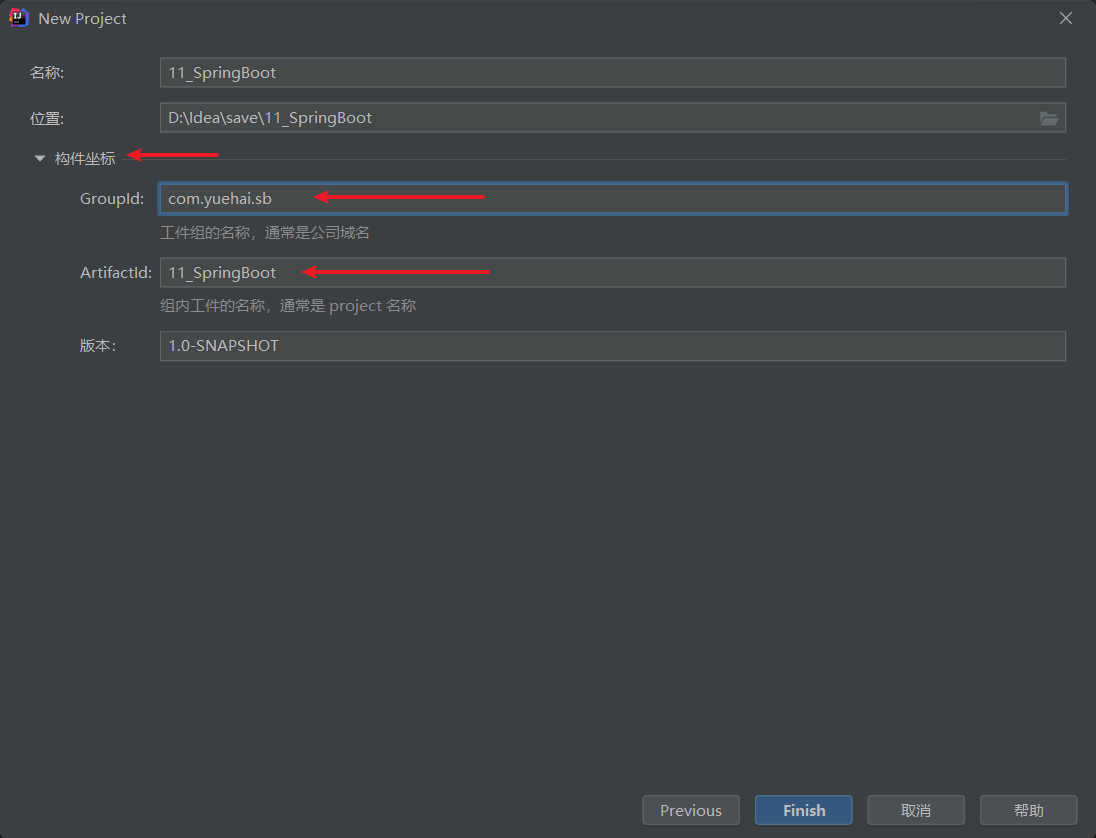 New Project
名称: 11_SpringBoot
位置: D:\Idea\save\11_SpringBoot
构件坐标
GroupId: com.yuehai.sb
工件组的名称，通常是公司域名
ArtifactId: 11_SpringBoot
组内工件的名称，通常是 project 名称
版本: 1.0-SNAPSHOT
Previous Finish 取消 帮助